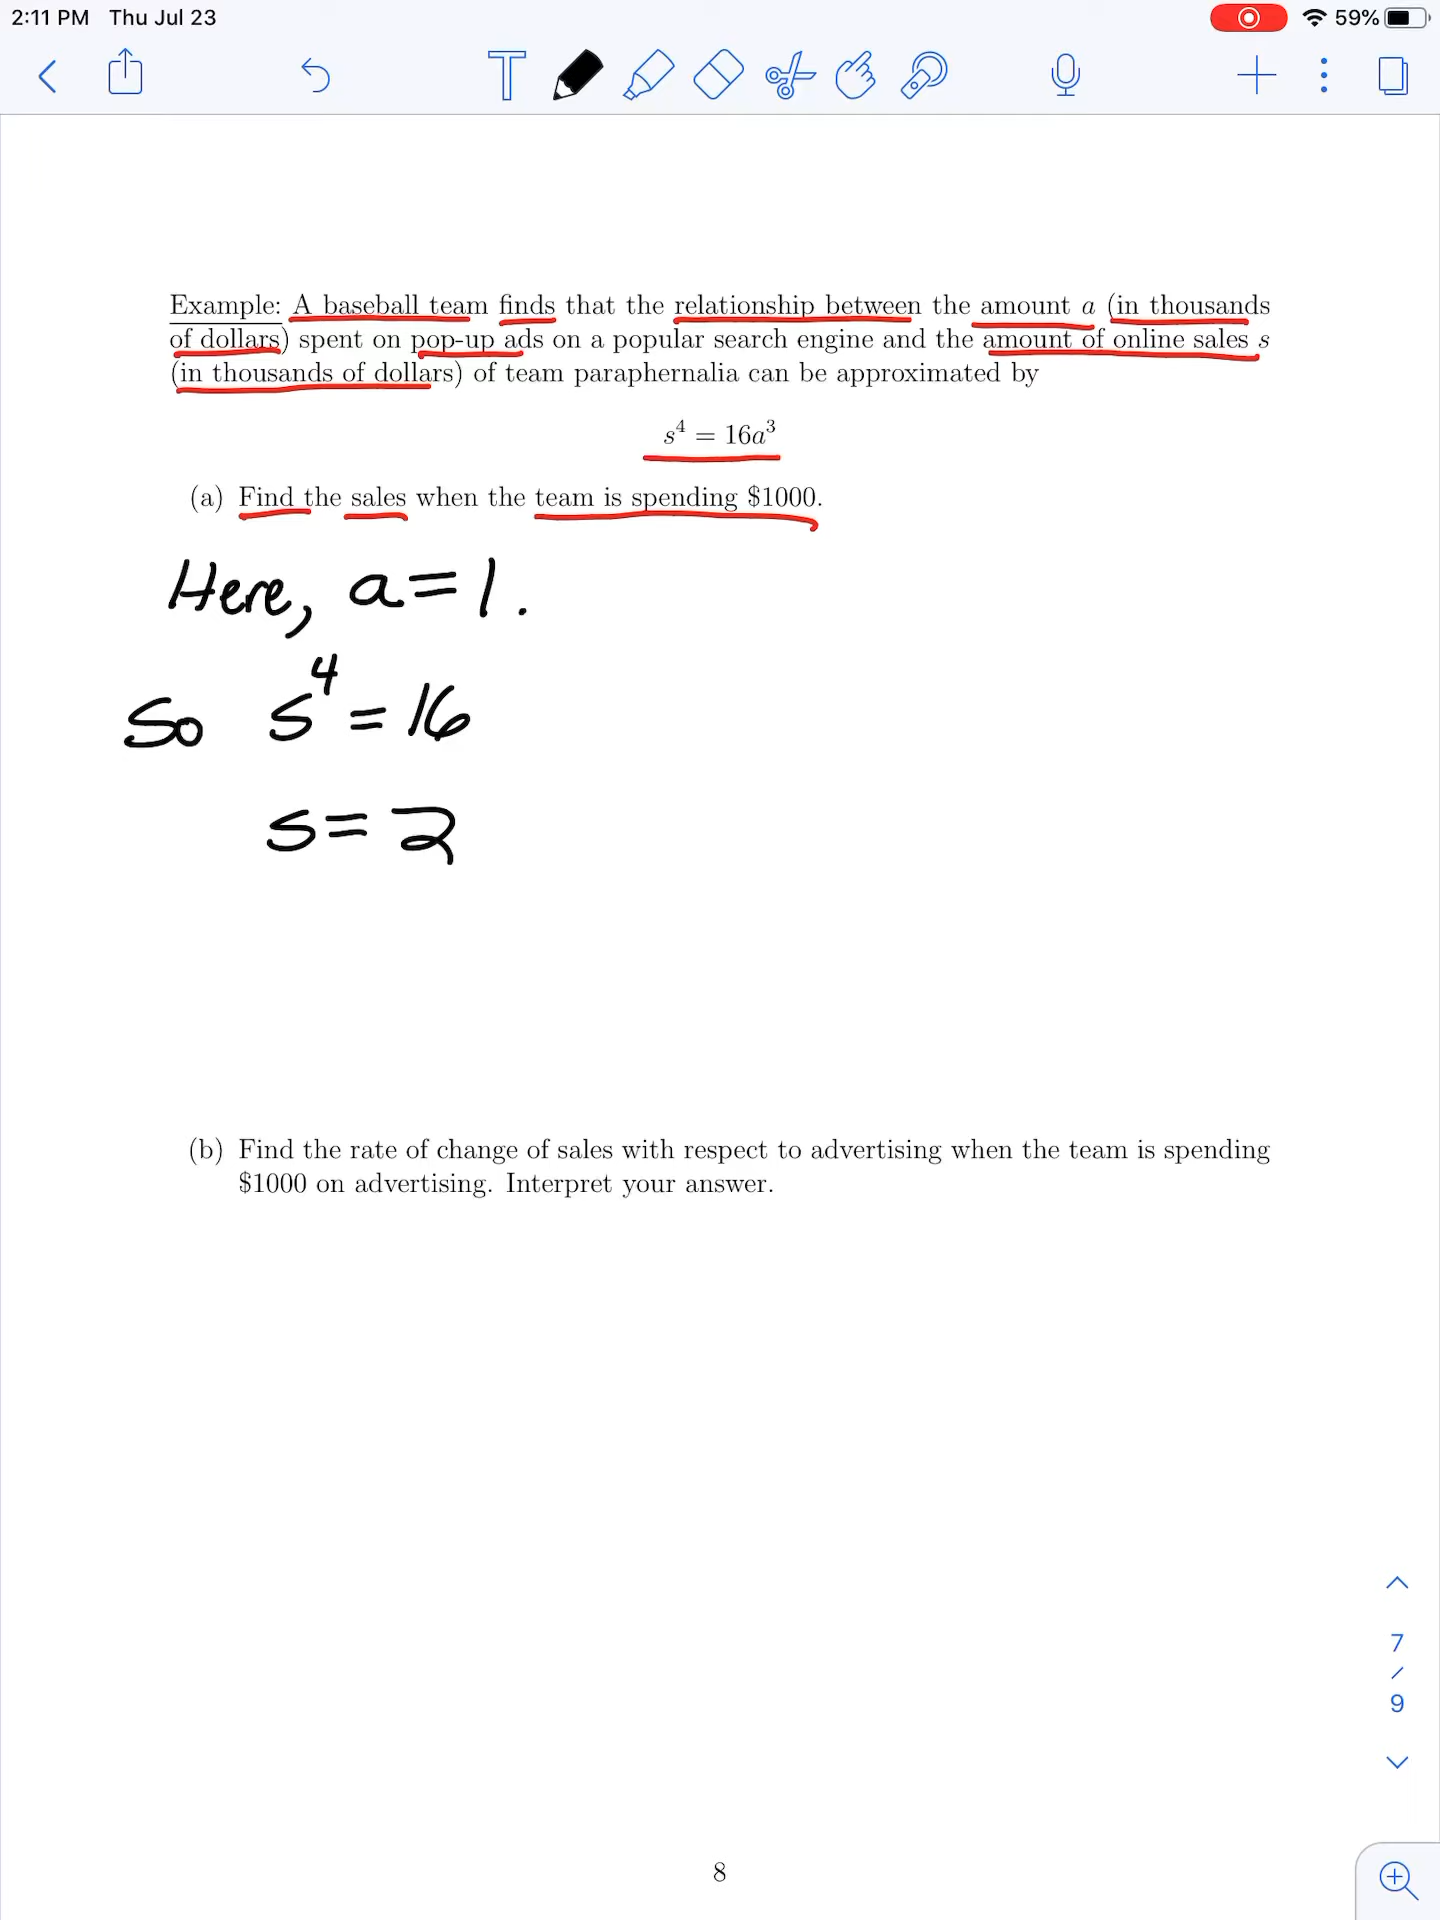 2:11 PM Thu Jul 23 59%
T
Example: A baseball team finds that the relationship between the amount a (in thousands
of dollars) spent on pop-up ads on a popular search engine and the amount of online sales s
(in thousands of dollars) of team paraphernalia can be approximated by
s⁴ = 16a³
(a) Find the sales when the team is spending $1000.
Here, a=1.
So s⁴ = 16
s = 2
(b) Find the rate of change of sales with respect to advertising when the team is spending
$1000 on advertising. Interpret your answer.
7
/
9
8